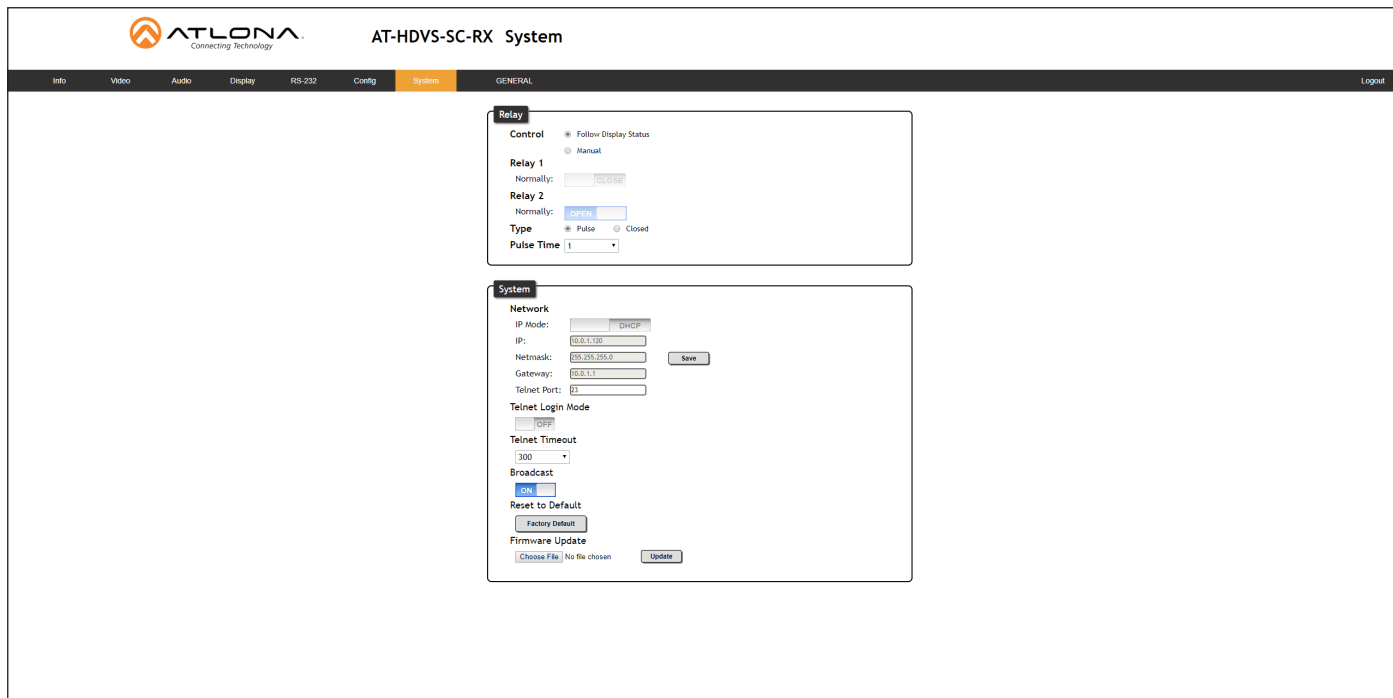 ATLONA.
Connecting Technology
AT-HDVS-SC-RX System
Info Video Audio Display RS-232 Config System GENERAL Logout
Relay
Control Follow Display Status
Manual
Relay 1
Normally: CLOSE
Relay 2
Normally: OPEN
Type Pulse Closed
Pulse Time 1
System
Network
IP Mode: DHCP
IP: 10.0.1.120
Netmask: 255.255.255.0 Save
Gateway: 10.0.1.1
Telnet Port: 23
Telnet Login Mode
OFF
Telnet Timeout
300
Broadcast
ON
Reset to Default
Factory Default
Firmware Update
Choose File No file chosen Update